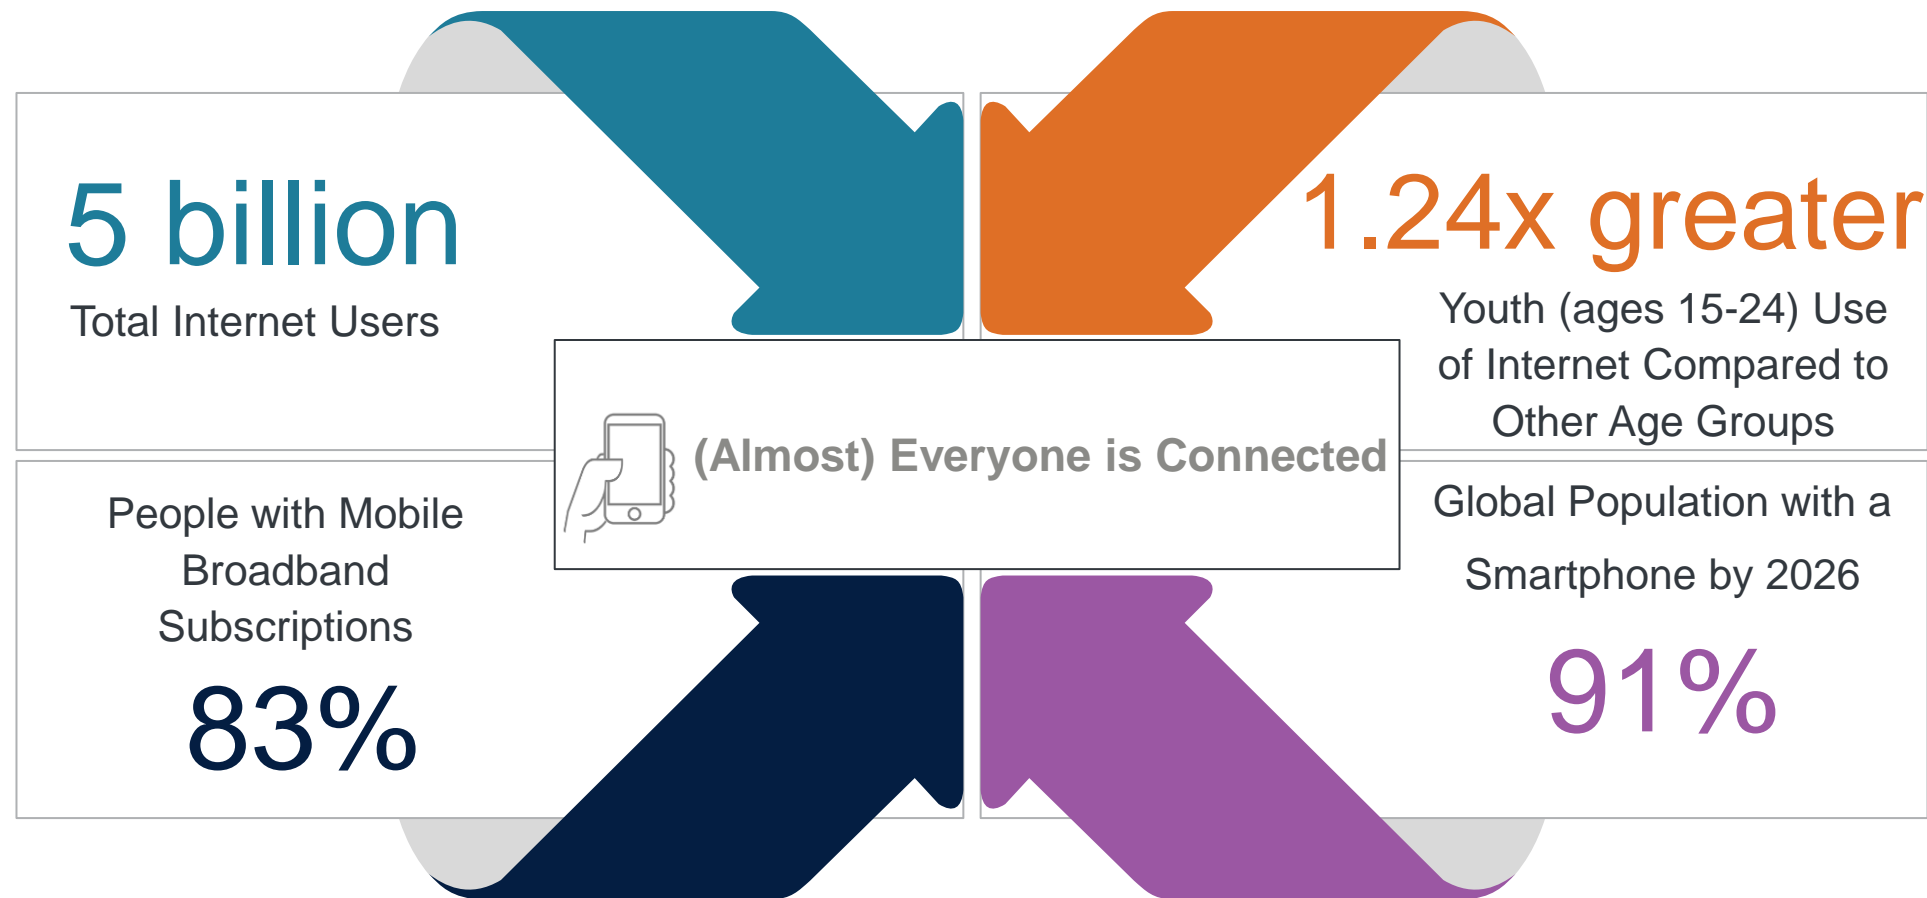 5 billion
Total Internet Users
1.24x greater
Youth (ages 15-24) Use
of Internet Compared to
Other Age Groups
(Almost) Everyone is Connected
People with Mobile
Broadband
Subscriptions
83%
Global Population with a
Smartphone by 2026
91%